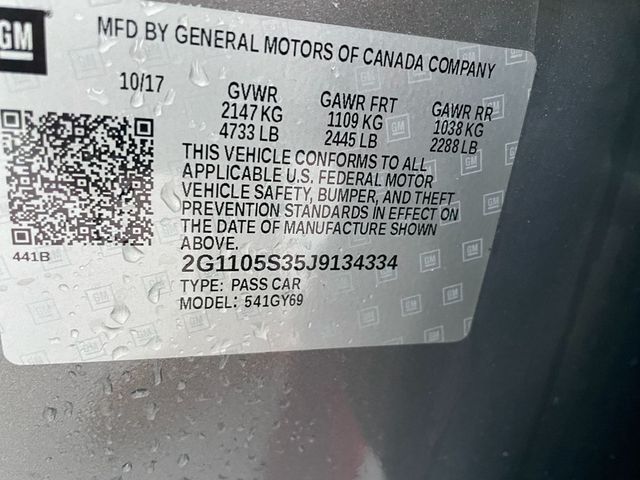 GM
MFD BY GENERAL MOTORS OF CANADA COMPANY
10/17
GVWR GAWR FRT GAWR RR
2147 KG 1109 KG 1038 KG
4733 LB 2445 LB 2288 LB
THIS VEHICLE CONFORMS TO ALL
APPLICABLE U.S. FEDERAL MOTOR
VEHICLE SAFETY, BUMPER, AND THEFT
PREVENTION STANDARDS IN EFFECT ON
THE DATE OF MANUFACTURE SHOWN
ABOVE.
441B
2G1105S35J9134334
TYPE: PASS CAR
MODEL: 541GY69